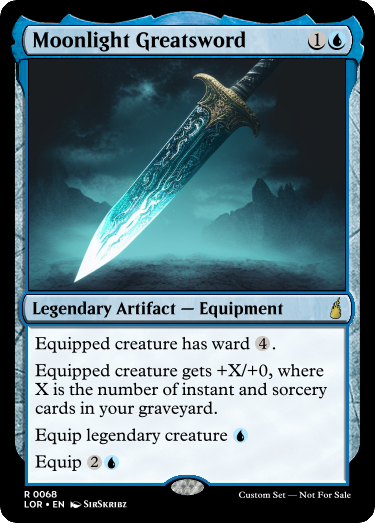 Moonlight Greatsword 1
Legendary Artifact — Equipment
Equipped creature has ward 4.
Equipped creature gets +X/+0, where
X is the number of instant and sorcery
cards in your graveyard.
Equip legendary creature
Equip 2
R 0068
LOR • EN SirSkribz
Custom Set — Not For Sale